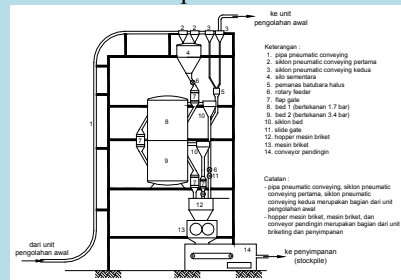 ke unit
pengolahan awal
2 2 3 3
4
6
7
5
10
1
8
7
7
10
9
6
11
12
13
14
dari unit
pengolahan awal
ke penyimpanan
(stockpile)
Keterangan :
1. pipa pneumatic conveying
2. siklon pneumatic conveying pertama
3. siklon pneumatic conveying kedua
4. silo sementara
5. pemanas batubara halus
6. rotary feeder
7. flap gate
8. bed 1 (bertekanan 1.7 bar)
9. bed 2 (bertekanan 3.4 bar)
10. siklon bed
11. slide gate
12. hopper mesin briket
13. mesin briket
14. conveyor pendingin
Catatan :
- pipa pneumatic conveying, siklon pneumatic
conveying pertama, siklon pneumatic
conveying kedua merupakan bagian dari unit
pengolahan awal
- hopper mesin briket, mesin briket, dan
conveyor pendingin merupakan bagian dari unit
briketing dan penyimpanan